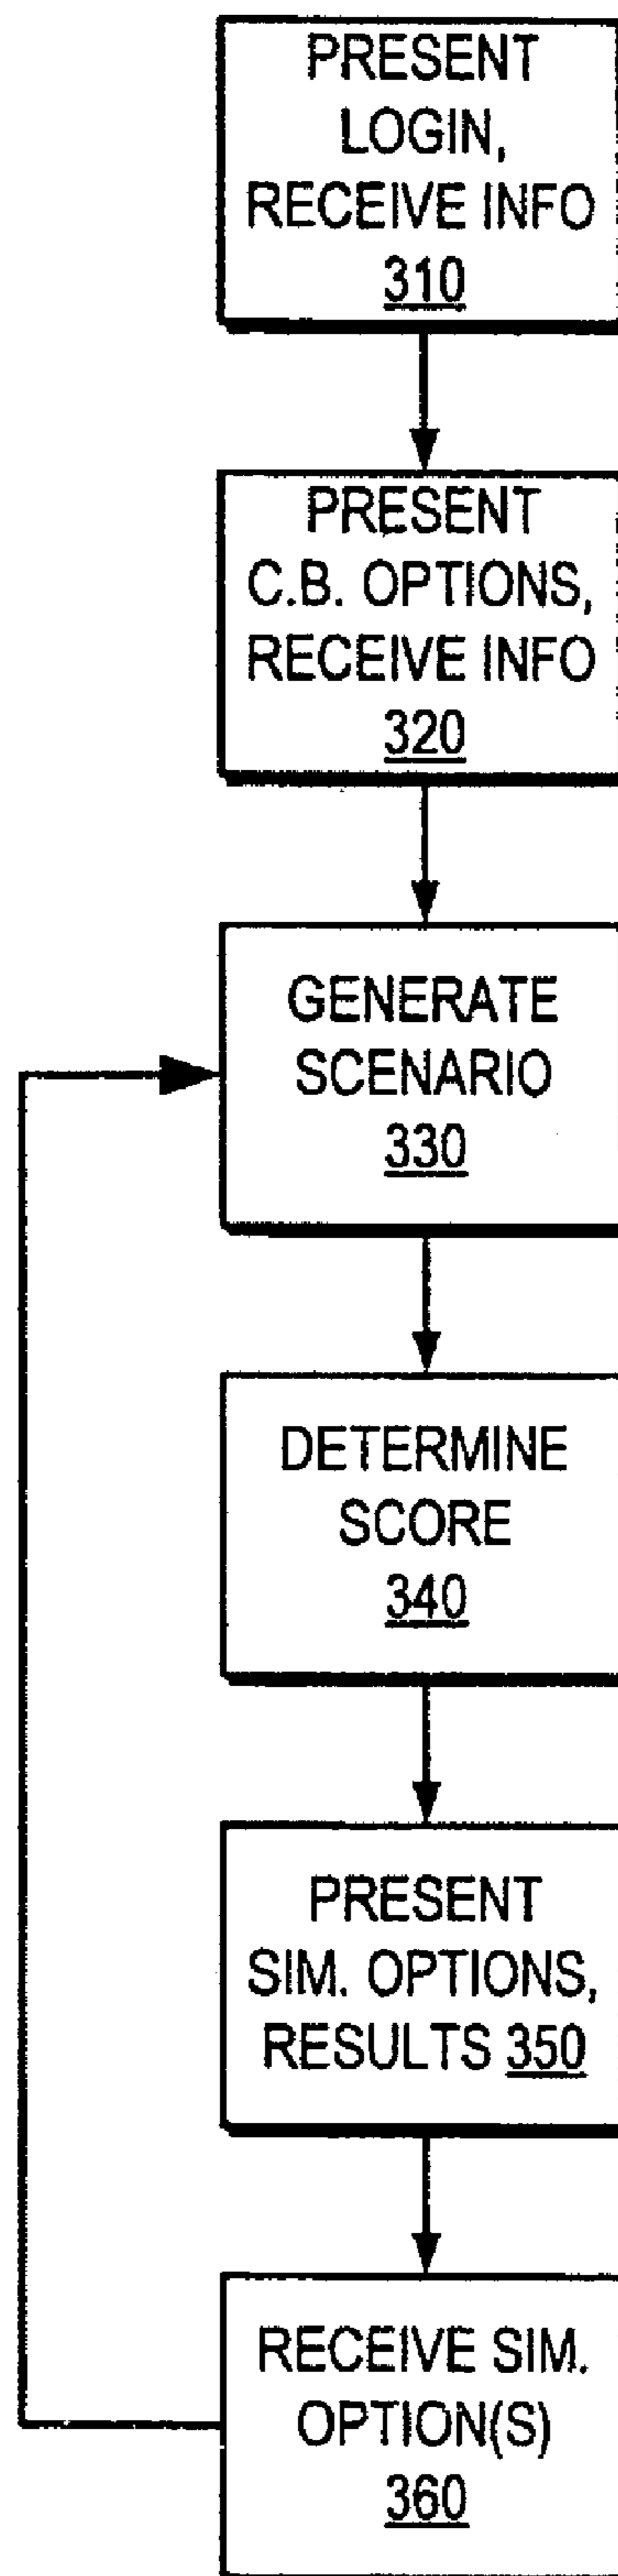 PRESENT
LOGIN,
RECEIVE INFO
310
PRESENT
C.B. OPTIONS,
RECEIVE INFO
320
GENERATE
SCENARIO
330
DETERMINE
SCORE
340
PRESENT
SIM. OPTIONS,
RESULTS 350
RECEIVE SIM.
OPTION(S)
360